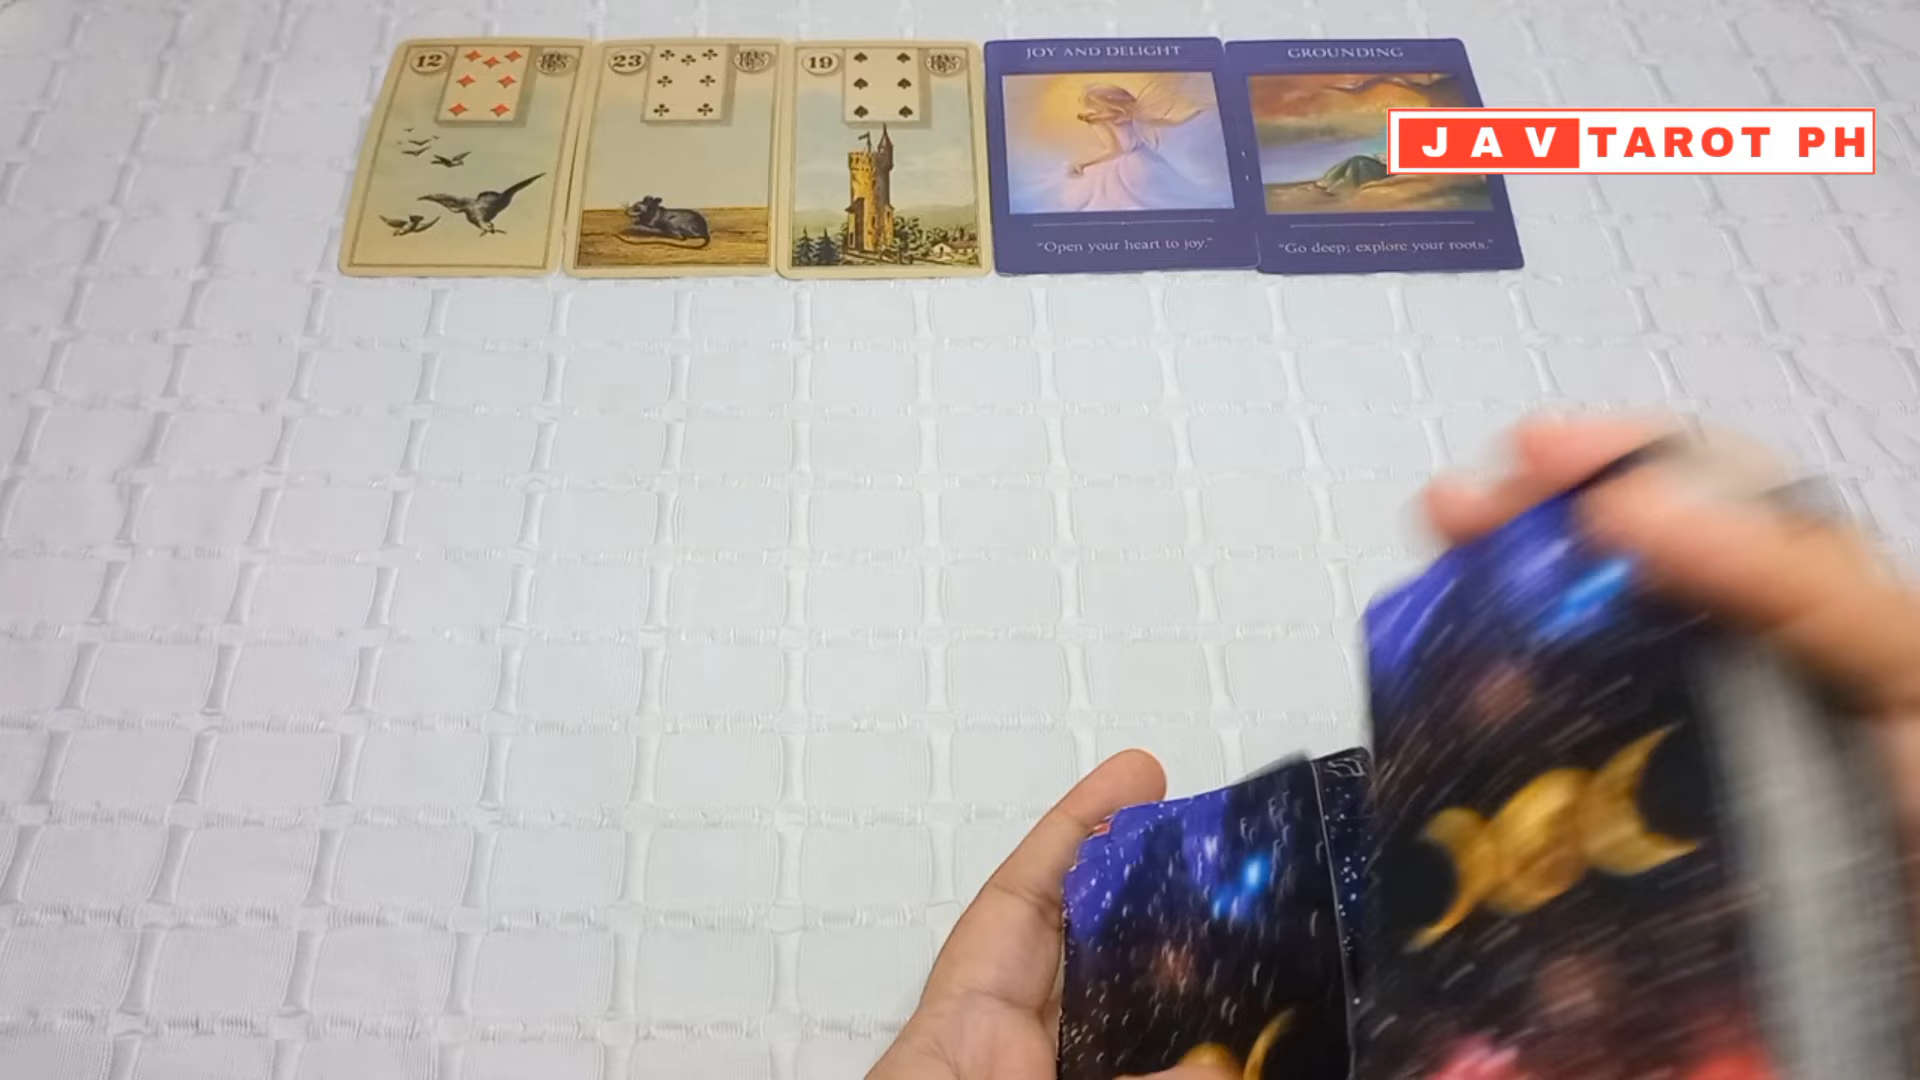 12
23
19
JOY AND DELIGHT
"Open your heart to joy."
GROUNDING
"Go deep; explore your roots."
JAV TAROT PH